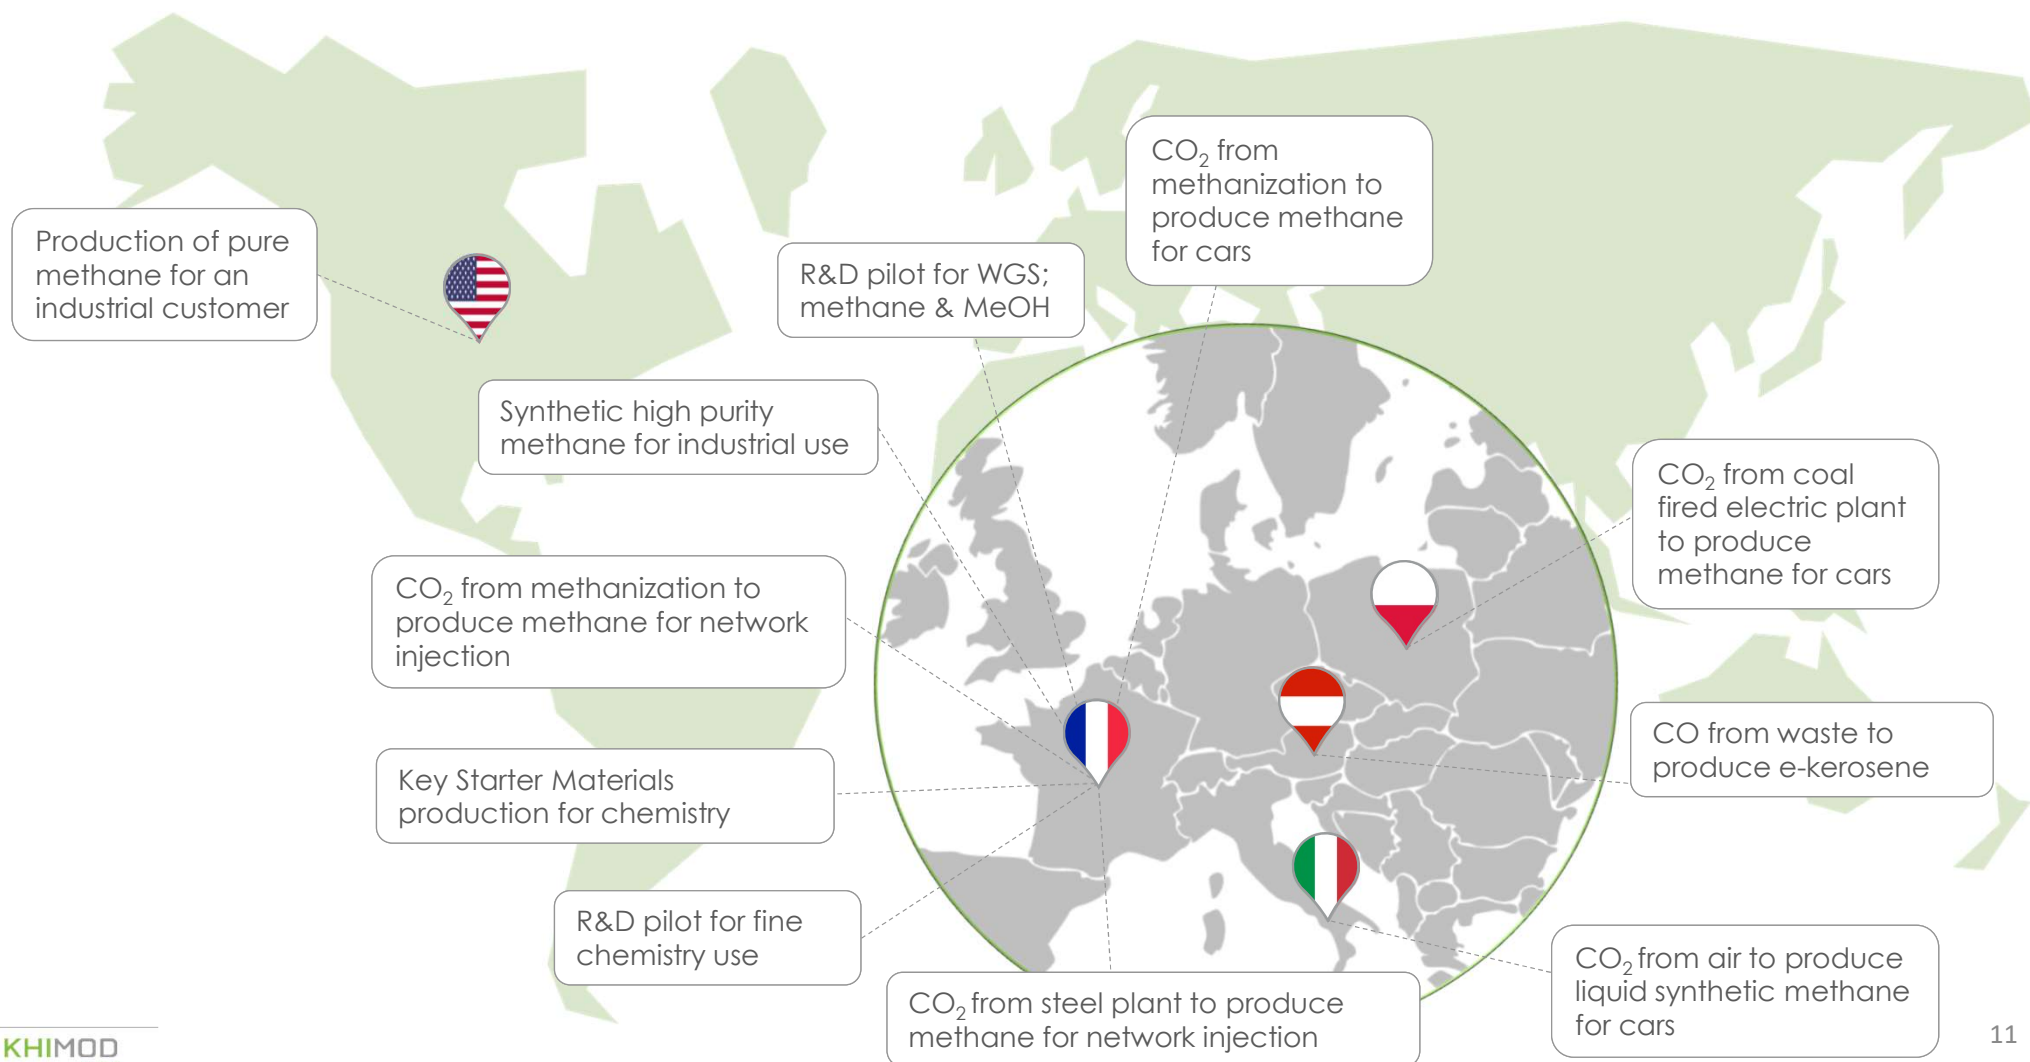 CO₂ from
methanization to
produce methane
for cars
Production of pure
methane for an
industrial customer
R&D pilot for WGS;
methane & MeOH
Synthetic high purity
methane for industrial use
CO₂ from coal
fired electric plant
to produce
methane for cars
CO₂ from methanization to
produce methane for network
injection
CO from waste to
produce e-kerosene
Key Starter Materials
production for chemistry
R&D pilot for fine
chemistry use
CO₂ from air to produce
liquid synthetic methane
for cars
CO₂ from steel plant to produce
methane for network injection
KHIMOD
11